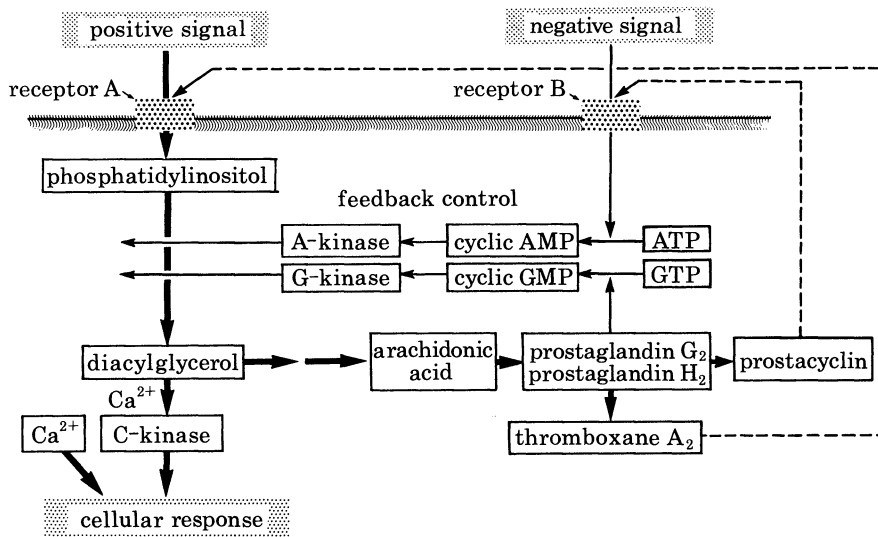 positive signal
negative signal
receptor A
receptor B
phosphatidylinositol
feedback control
A-kinase
cyclic AMP
ATP
G-kinase
cyclic GMP
GTP
diacylglycerol
arachidonic
acid
prostaglandin G₂
prostaglandin H₂
prostacyclin
Ca²⁺
Ca²⁺
C-kinase
thromboxane A₂
cellular response